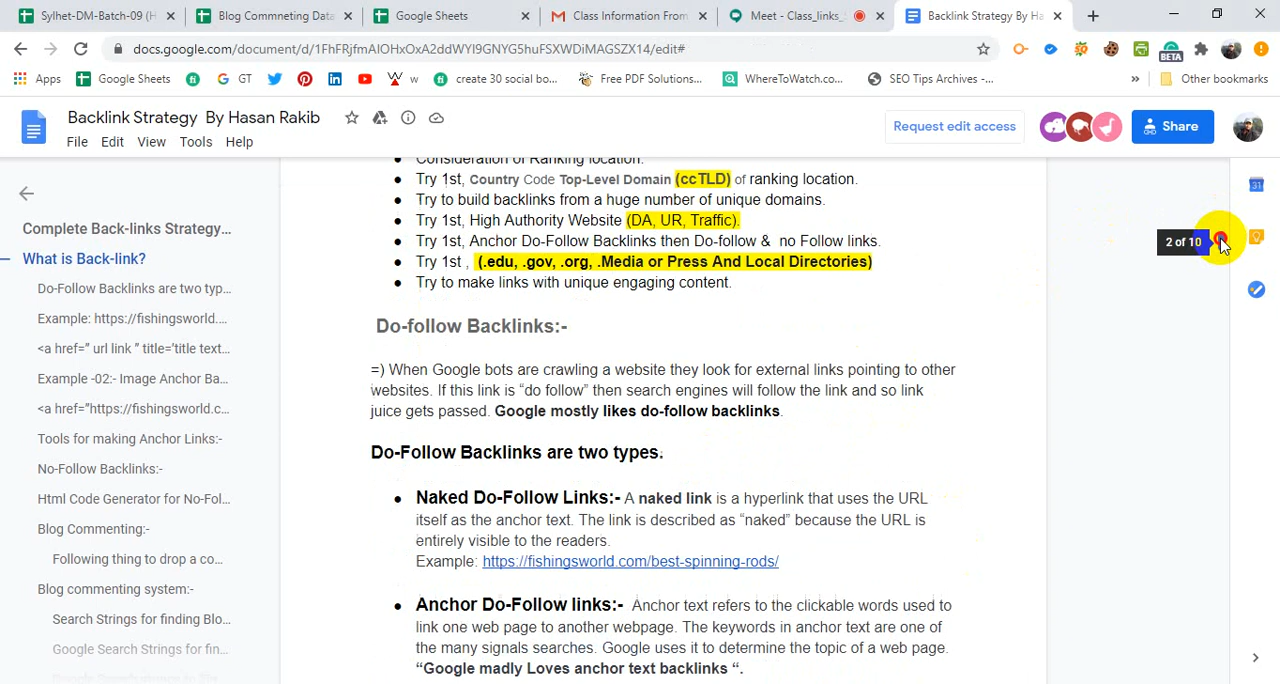 Sylhet-DM-Batch-09 (H
Blog Commneting Data
Google Sheets
Class Information From
Meet - Class_links_
Backlink Strategy By Ha
docs.google.com/document/d/1FhFRjfmAIOHxOxA2ddWYl9GNYG5huFSXWDiMAGSZX14/edit#
BETA
Apps
Google Sheets
GT
w
create 30 social bo...
Free PDF Solutions...
WhereToWatch.co...
SEO Tips Archives -...
Other bookmarks
Backlink Strategy By Hasan Rakib
File Edit View Tools Help
Request edit access
Share
Complete Back-links Strategy...
What is Back-link?
Do-Follow Backlinks are two typ...
Example: https://fishingsworld....
<a href=” url link ” title='title text...
Example -02:- Image Anchor Ba...
<a href=”https://fishingsworld.c...
Tools for making Anchor Links:-
No-Follow Backlinks:-
Html Code Generator for No-Fol...
Blog Commenting:-
Following thing to drop a co...
Blog commenting system:-
Search Strings for finding Blo...
Google Search Strings for fin...
Consideration of Ranking location.
Try 1st, Country Code Top-Level Domain (ccTLD) of ranking location.
Try to build backlinks from a huge number of unique domains.
Try 1st, High Authority Website (DA, UR, Traffic).
Try 1st, Anchor Do-Follow Backlinks then Do-follow & no Follow links.
Try 1st , (.edu, .gov, .org, .Media or Press And Local Directories)
Try to make links with unique engaging content.
Do-follow Backlinks:-
=) When Google bots are crawling a website they look for external links pointing to other
websites. If this link is “do follow” then search engines will follow the link and so link
juice gets passed. Google mostly likes do-follow backlinks.
Do-Follow Backlinks are two types.
Naked Do-Follow Links:- A naked link is a hyperlink that uses the URL
itself as the anchor text. The link is described as “naked” because the URL is
entirely visible to the readers.
Example: https://fishingsworld.com/best-spinning-rods/
Anchor Do-Follow links:- Anchor text refers to the clickable words used to
link one web page to another webpage. The keywords in anchor text are one of
the many signals searches. Google uses it to determine the topic of a web page.
“Google madly Loves anchor text backlinks “.
2 of 10
31